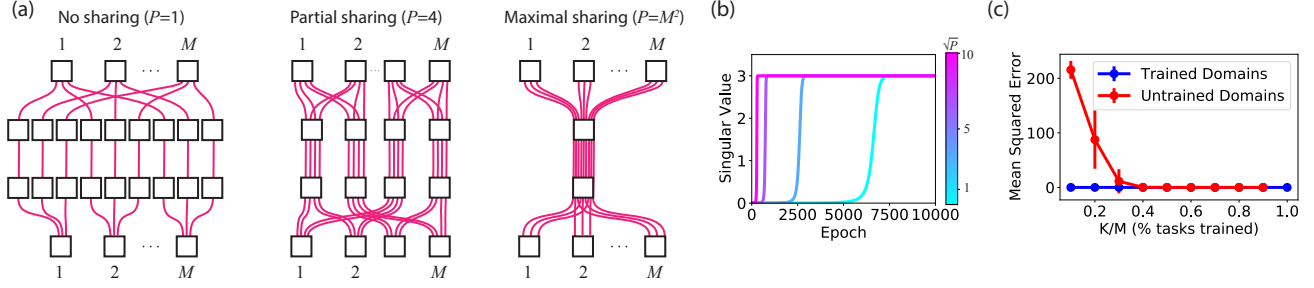 (a)
No sharing (P=1)
1 2 ... M
1 2 ... M
Partial sharing (P=4)
1 2 ... M
1 2 ... M
Maximal sharing (P=M²)
1 2 ... M
1 2 ... M
(b)
Singular Value
3
2
1
0
0 2500 5000 7500 10000
Epoch
√P
10
5
1
(c)
Mean Squared Error
200
100
0
Trained Domains
Untrained Domains
0.2 0.4 0.6 0.8 1.0
K/M (% tasks trained)